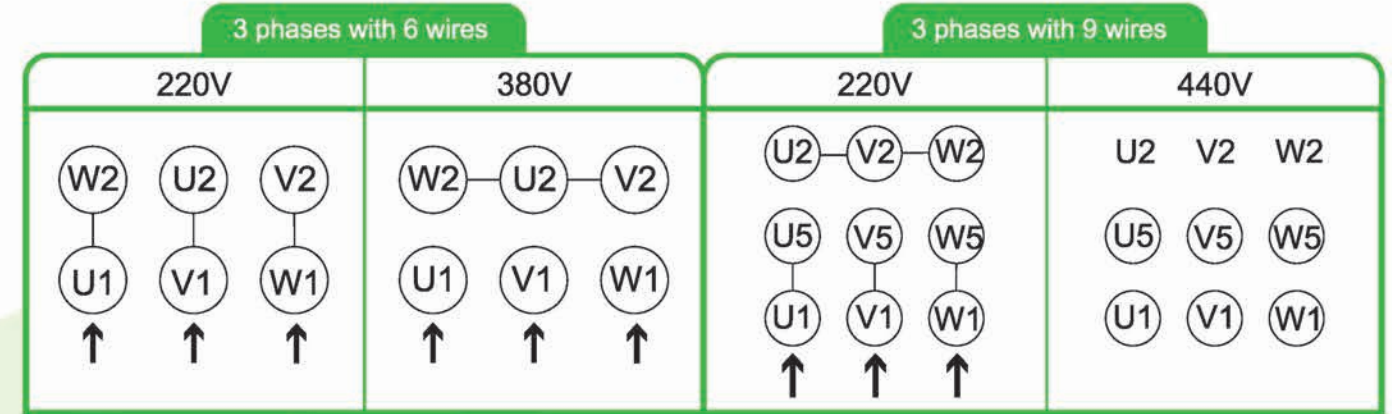 3 phases with 6 wires
3 phases with 9 wires
220V
380V
220V
440V
W2 U2 V2
U1 V1 W1
W2 U2 V2
U1 V1 W1
U2 V2 W2
U5 V5 W5
U1 V1 W1
U2 V2 W2
U5 V5 W5
U1 V1 W1